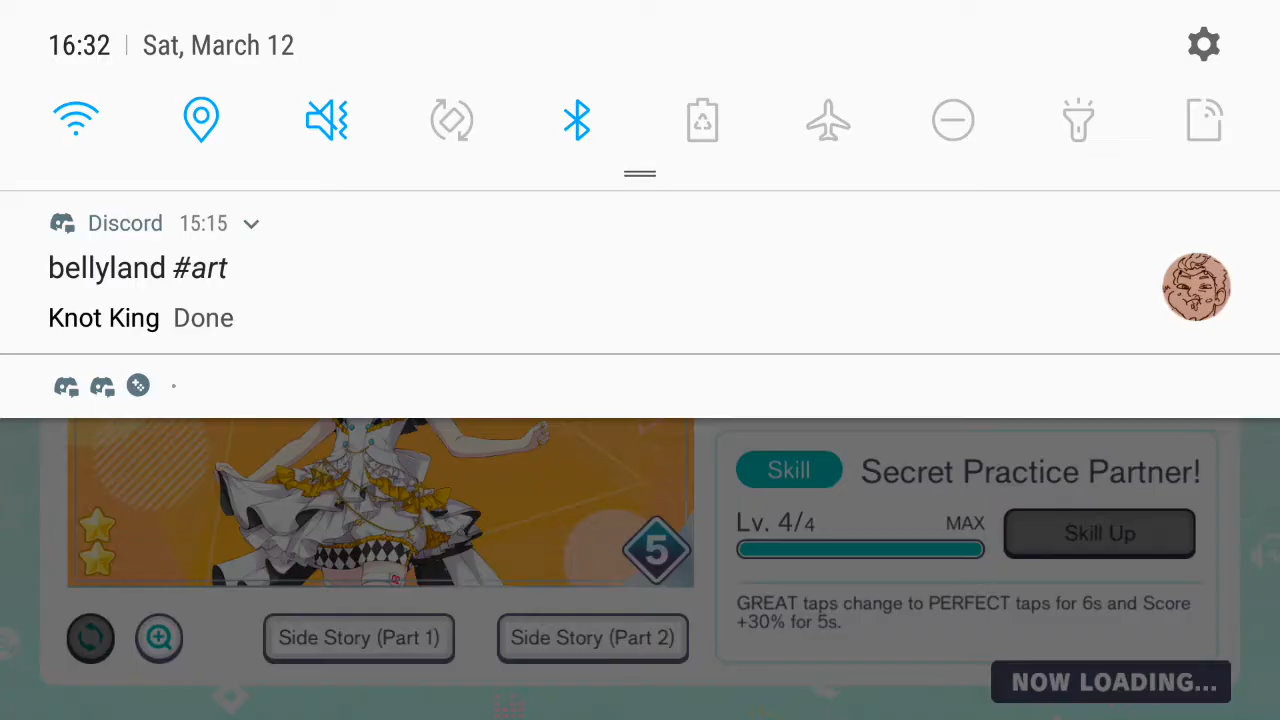 16:32 | Sat, March 12
Discord 15:15
bellyland #art
Knot King Done
5
Skill Secret Practice Partner!
Lv. 4/4 MAX
Skill Up
GREAT taps change to PERFECT taps for 6s and Score
+30% for 5s.
Side Story (Part 1)
Side Story (Part 2)
NOW LOADING...